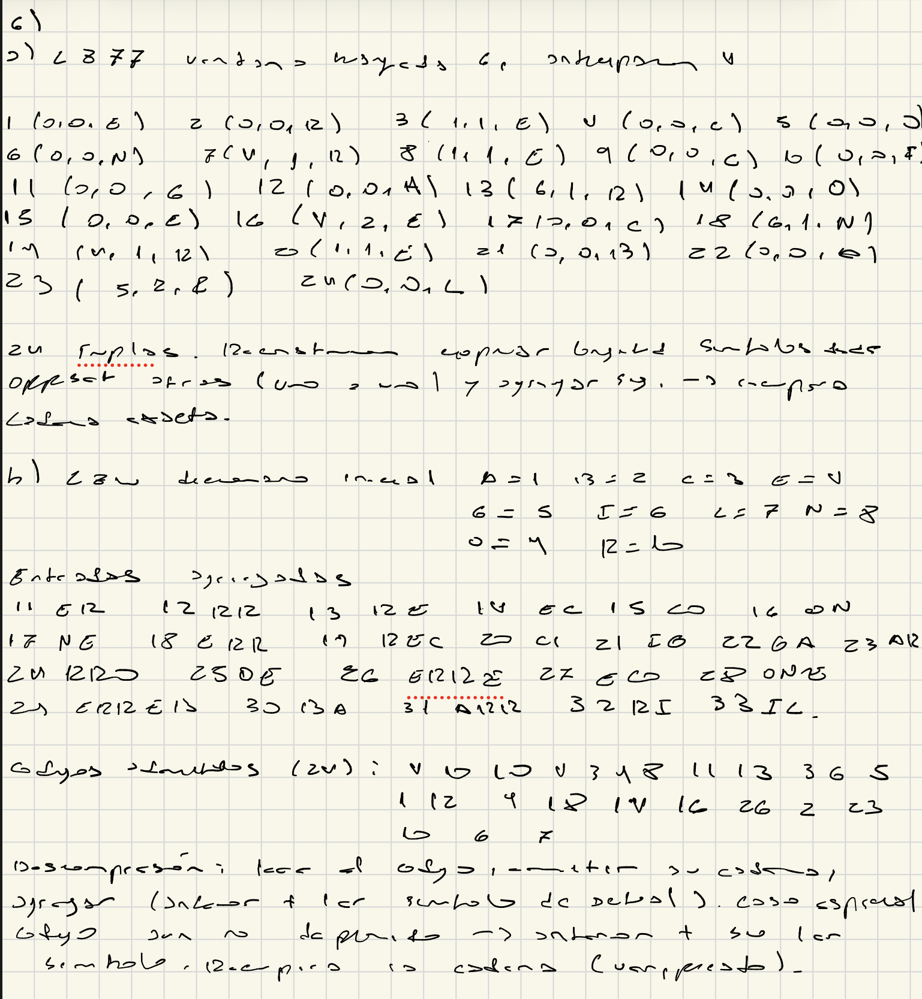 6)
a) LZ77 ventana búsqueda 6, anticipación 4
1 (0,0,E) 2 (0,0,R) 3 (1,1,E) 4 (0,0,C) 5 (0,0,O)
6 (0,0,N) 7 (4,1,R) 8 (1,1,E) 9 (0,0,C) 10 (0,0,I)
11 (0,0,G) 12 (0,0,A) 13 (6,1,R) 14 (0,0,O)
15 (0,0,E) 16 (4,2,E) 17 (0,0,C) 18 (6,1,N)
19 (4,1,R) 20 (1,1,E) 21 (0,0,B) 22 (0,0,)
23 (5,2,) 24 (0,0,L)
24 Tuplas. copiar longitud símbolos
offset atrás (uno a uno) y agregar sig. → recupera
cadena exacta.
b) LZW diccionario inicial A = 1 B = 2 C = 3 E = 4
G = 5 I = 6 L = 7 N = 8
O = 9 R = 10
Entradas agregadas
11 ER 12 RR 13 RE 14 EC 15 CO 16 ON
17 NE 18 ERR 19 REC 20 CI 21 IG 22 GA 23 AR
24 RRO 25 OE 26 ERRE 27 ECO 28 ONE
29 ERREB 30 BA 31 ARR 32 RI 33 IL.
Códigos emitidos (24): 4 10 10 4 3 9 8 11 13 3 6 5
1 12 9 18 14 16 26 2 23
10 6 7
Descompresión: leer el código, emitir su cadena,
agregar (anterior + 1er símbolo de actual). caso especial
código aun no definido → anterior + su 1er
símbolo. Recupera la cadena (verificado).